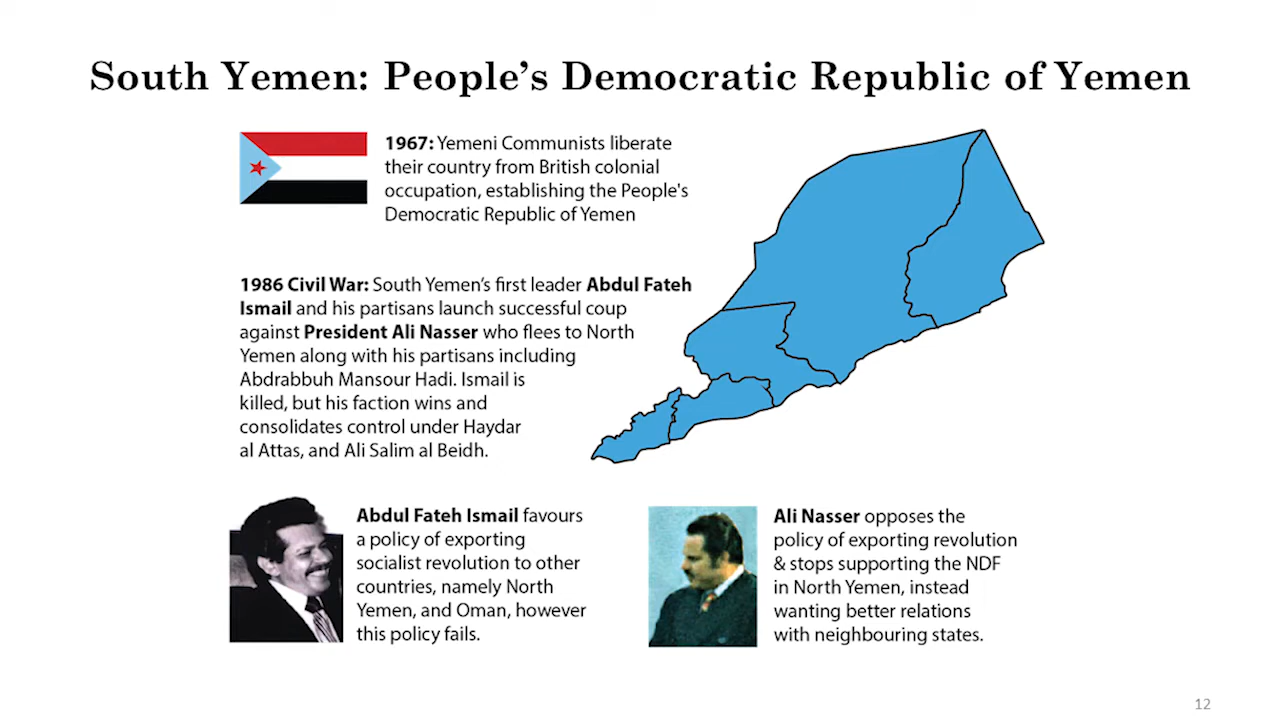 South Yemen: People’s Democratic Republic of Yemen
1967: Yemeni Communists liberate
their country from British colonial
occupation, establishing the People's
Democratic Republic of Yemen
1986 Civil War: South Yemen’s first leader Abdul Fateh
Ismail and his partisans launch successful coup
against President Ali Nasser who flees to North
Yemen along with his partisans including
Abdrabbuh Mansour Hadi. Ismail is
killed, but his faction wins and
consolidates control under Haydar
al Attas, and Ali Salim al Beidh.
Abdul Fateh Ismail favours
a policy of exporting
socialist revolution to other
countries, namely North
Yemen, and Oman, however
this policy fails.
Ali Nasser opposes the
policy of exporting revolution
& stops supporting the NDF
in North Yemen, instead
wanting better relations
with neighbouring states.
12